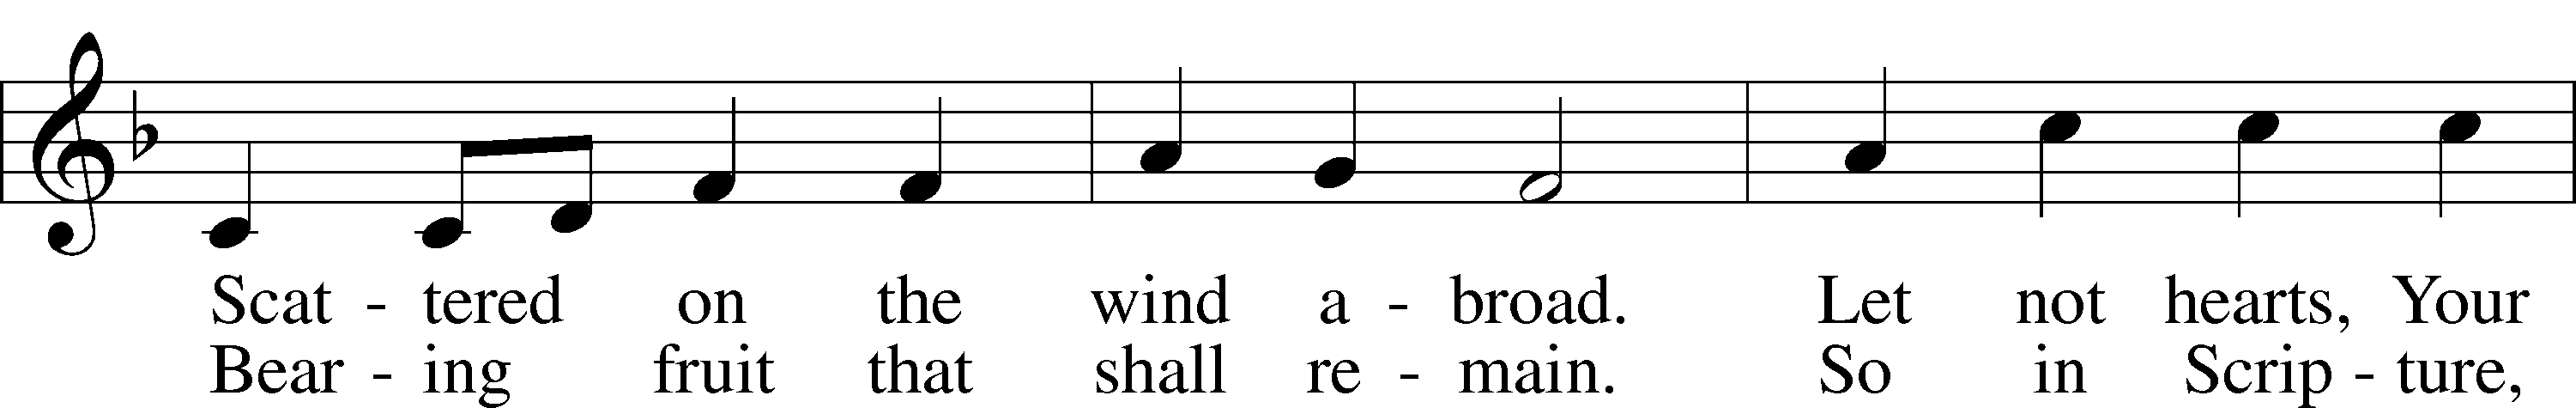 Scat - tered on the wind a - broad. Let not hearts, Your
Bear - ing fruit that shall re - main. So in Scrip - ture,